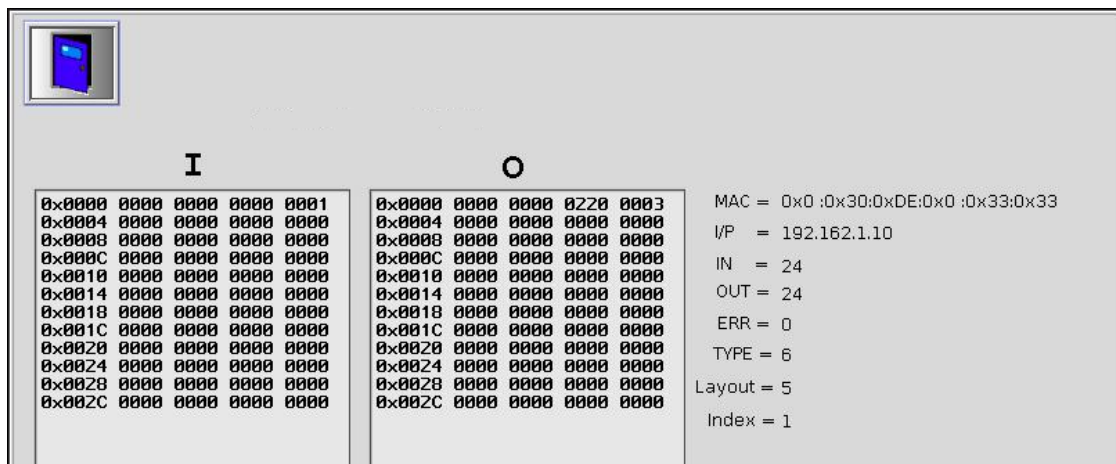 I
0x0000 0000 0000 0000 0001
0x0004 0000 0000 0000 0000
0x0008 0000 0000 0000 0000
0x000C 0000 0000 0000 0000
0x0010 0000 0000 0000 0000
0x0014 0000 0000 0000 0000
0x0018 0000 0000 0000 0000
0x001C 0000 0000 0000 0000
0x0020 0000 0000 0000 0000
0x0024 0000 0000 0000 0000
0x0028 0000 0000 0000 0000
0x002C 0000 0000 0000 0000
O
0x0000 0000 0000 0220 0003
0x0004 0000 0000 0000 0000
0x0008 0000 0000 0000 0000
0x000C 0000 0000 0000 0000
0x0010 0000 0000 0000 0000
0x0014 0000 0000 0000 0000
0x0018 0000 0000 0000 0000
0x001C 0000 0000 0000 0000
0x0020 0000 0000 0000 0000
0x0024 0000 0000 0000 0000
0x0028 0000 0000 0000 0000
0x002C 0000 0000 0000 0000
MAC = 0x0 :0x30:0xDE:0x0 :0x33:0x33
I/P = 192.162.1.10
IN = 24
OUT = 24
ERR = 0
TYPE = 6
Layout = 5
Index = 1